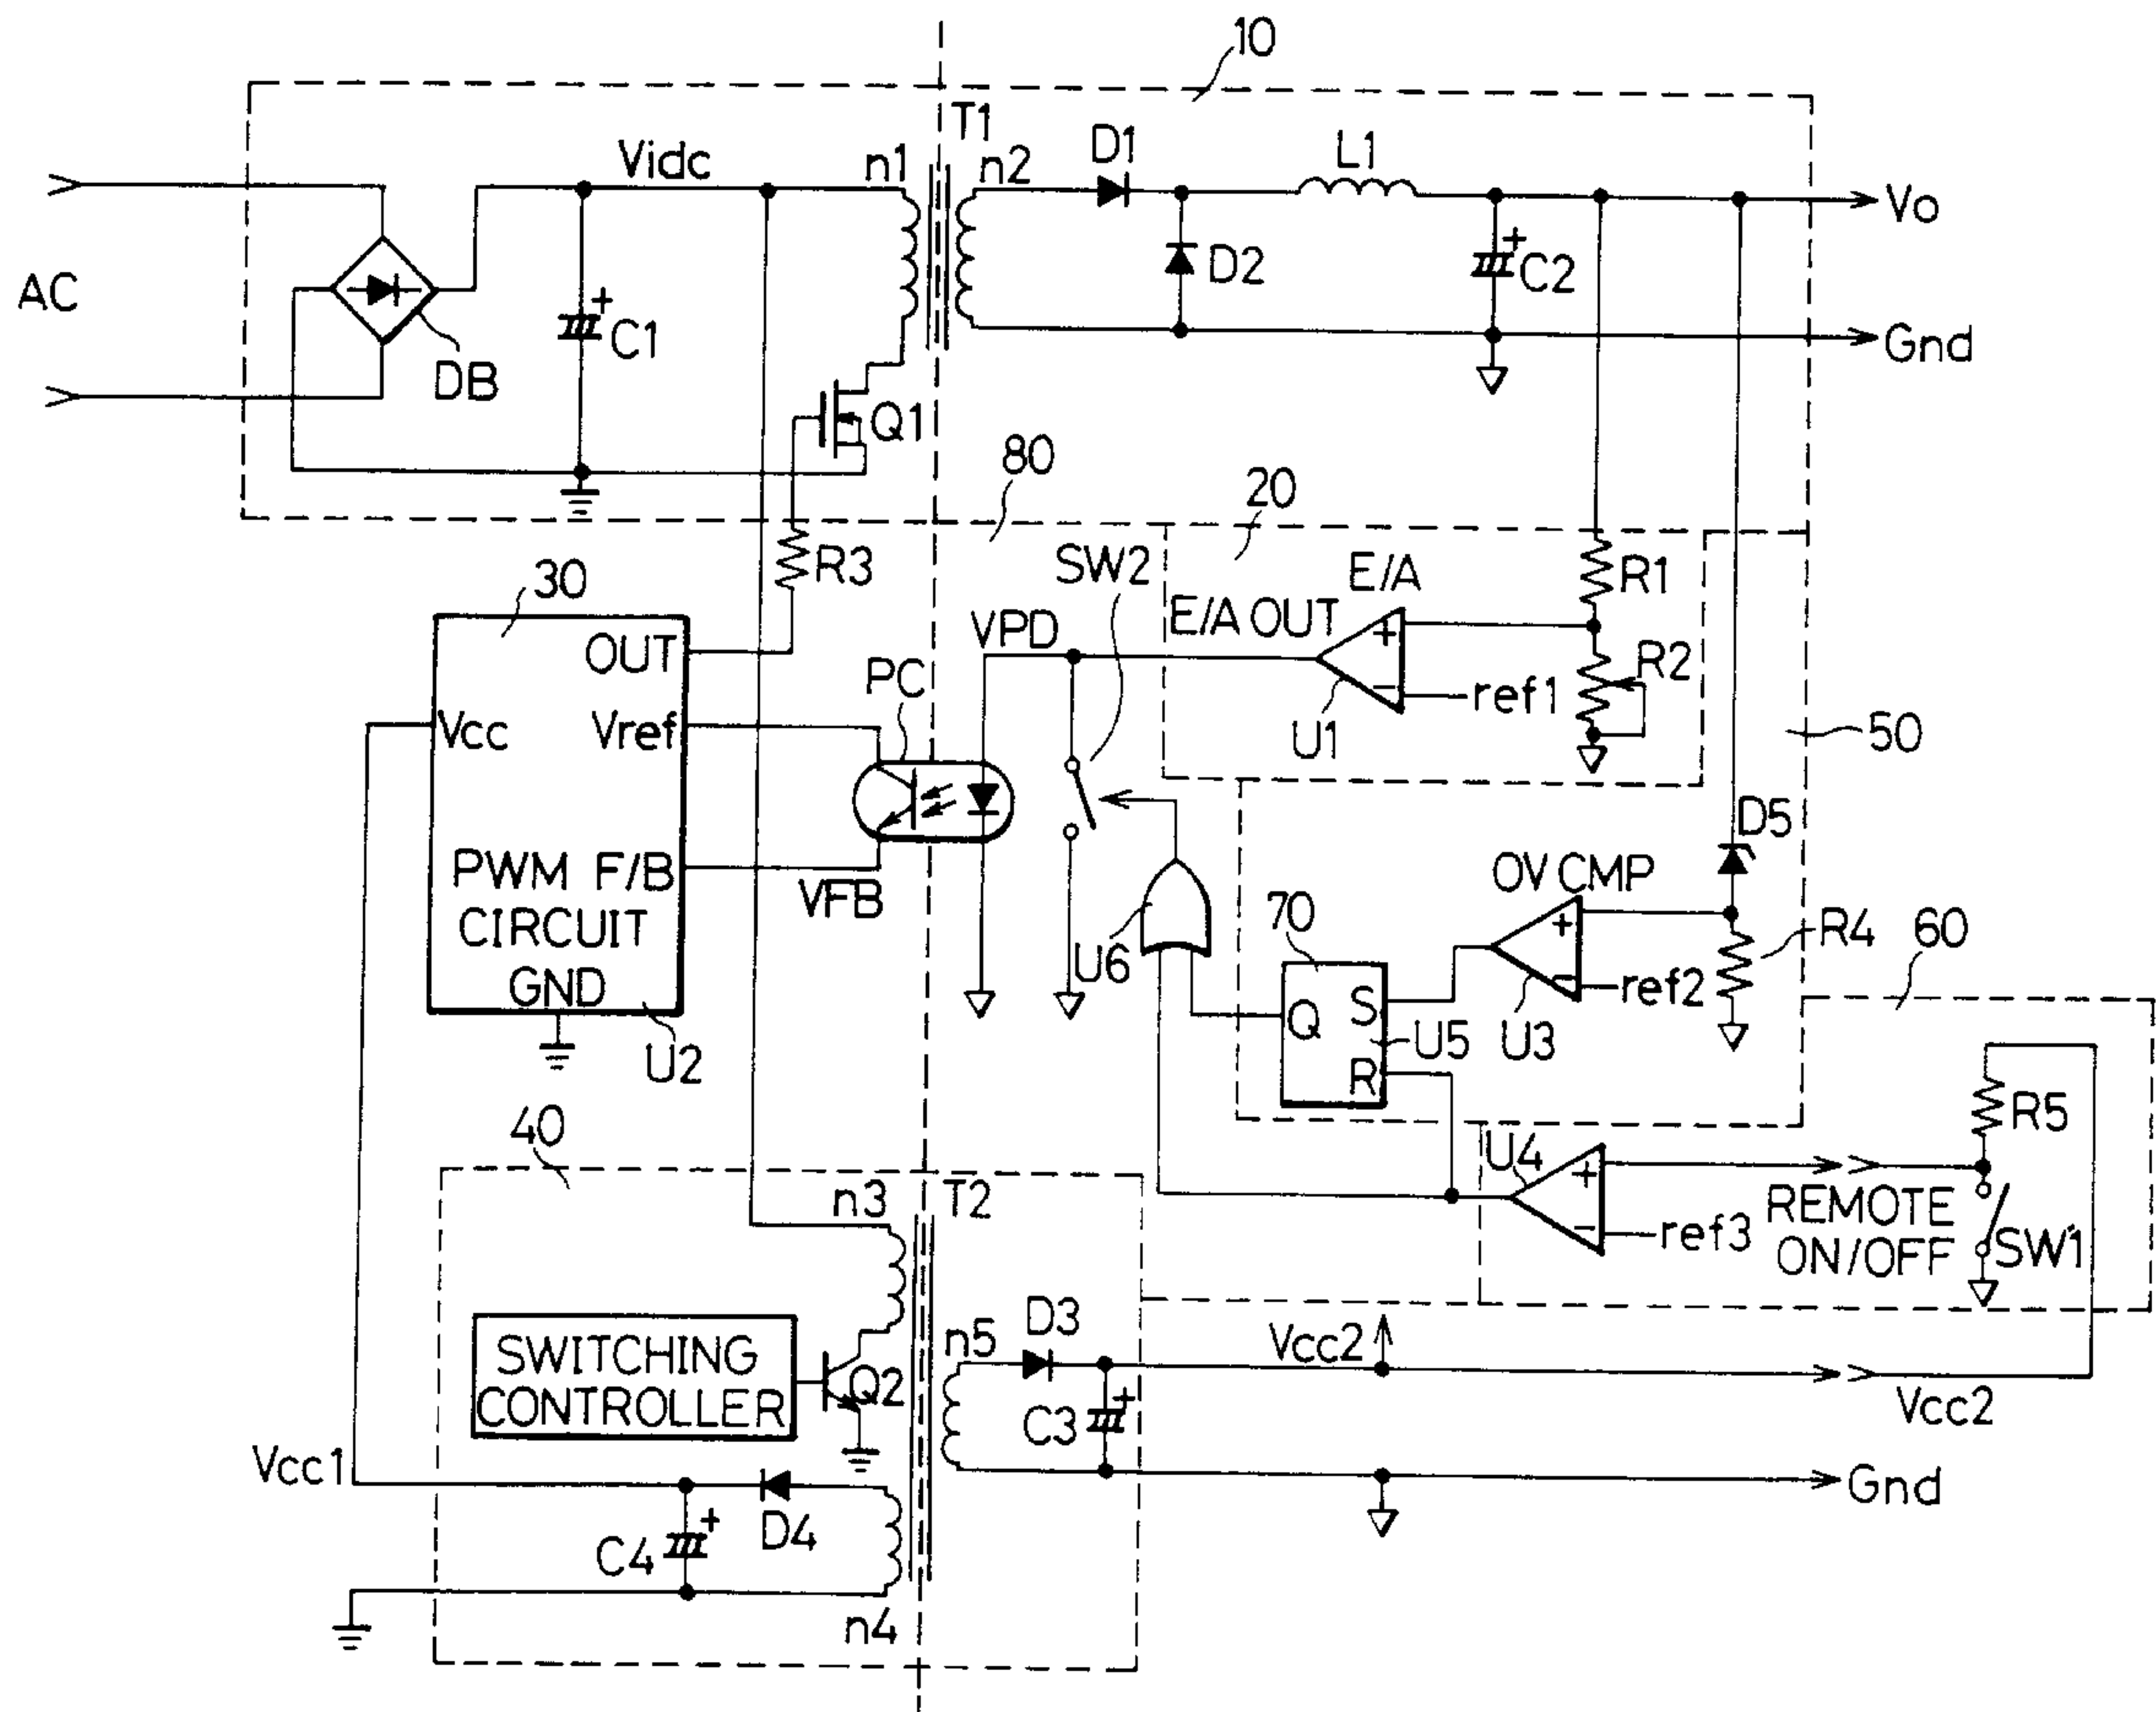 10
T1
Vidc
n1
n2
D1
L1
Vo
AC
D2
+
C2
+
C1
DB
Gnd
Q1
80
20
SW2
R3
E/A
R1
30
E/A OUT
VPD
+
R2
OUT
PC
−
ref1
U1
Vcc
Vref
50
D5
PWM F/B
CIRCUIT
GND
VFB
OV CMP
70
+
R4
60
U6
−
ref2
Q
S
U5
U3
R
U2
R5
40
U4
+
n3
T2
REMOTE
ON/OFF
−
ref3
SW1
SWITCHING
CONTROLLER
Q2
n5
D3
Vcc2
+
C3
Vcc2
Vcc1
Gnd
D4
+
C4
n4